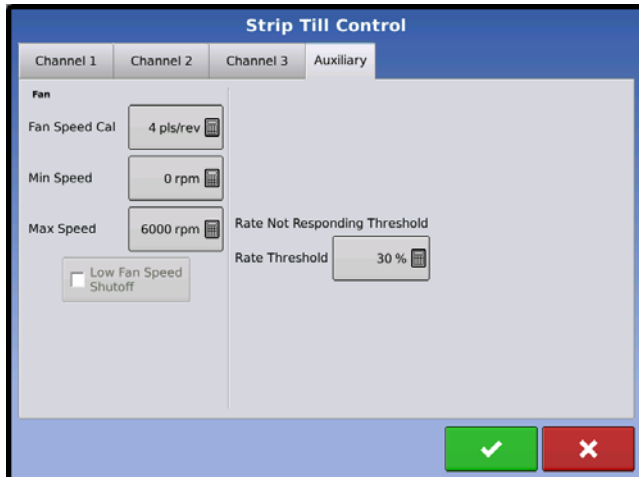 Strip Till Control
Channel 1
Channel 2
Channel 3
Auxiliary
Fan
Fan Speed Cal
4 pls/rev
Min Speed
0 rpm
Max Speed
6000 rpm
Low Fan Speed
Shutoff
Rate Not Responding Threshold
Rate Threshold
30 %